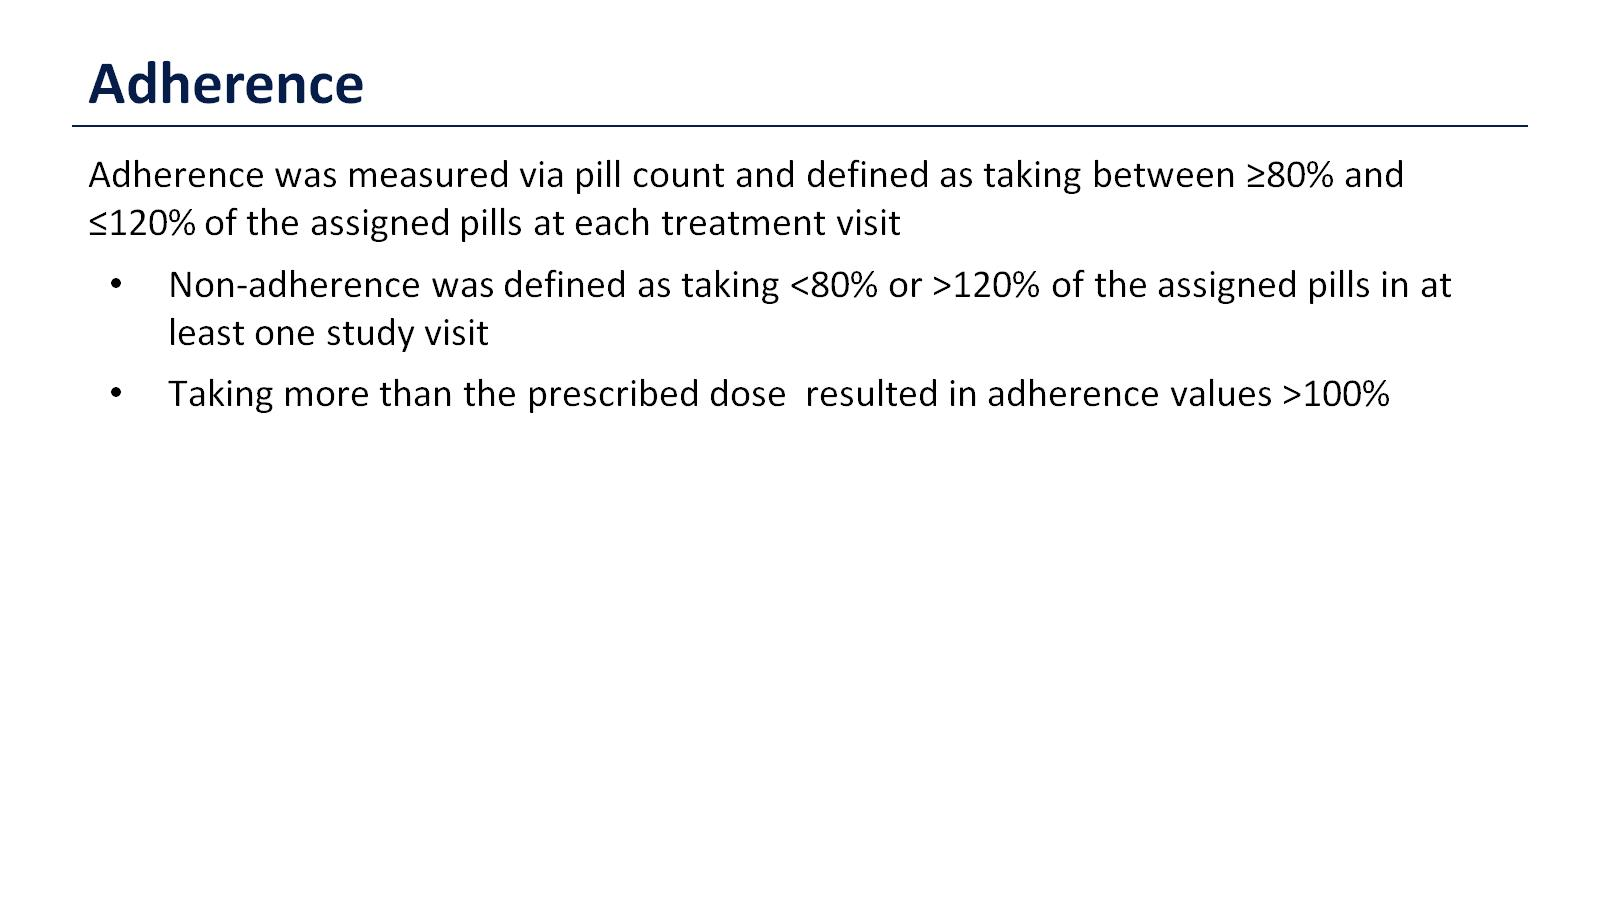 Adherence
Adherence was measured via pill count and defined as taking between ≥80% and
≤120% of the assigned pills at each treatment visit
• Non-adherence was defined as taking <80% or >120% of the assigned pills in at
least one study visit
• Taking more than the prescribed dose  resulted in adherence values >100%